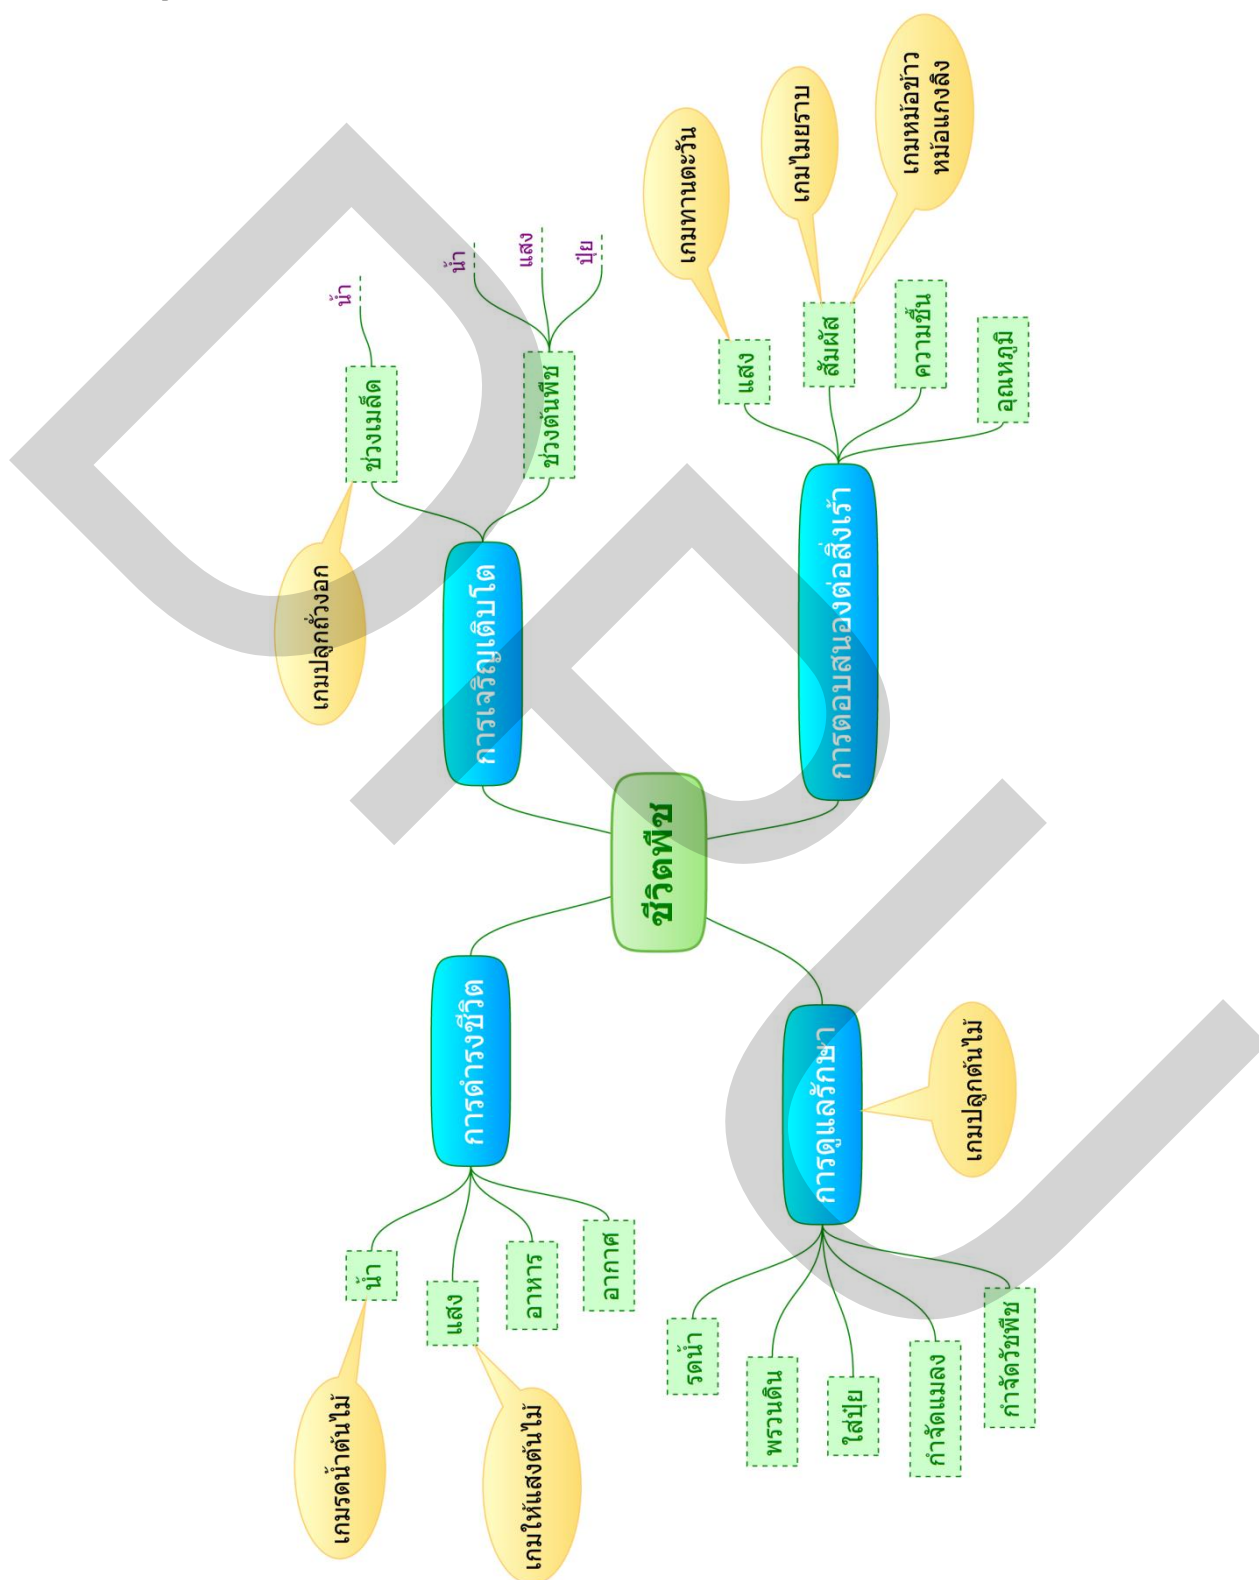 ชีวิตพืช
การดำรงชีวิต
น้ำ
เกมรดน้ำต้นไม้
แสง
เกมให้แสงต้นไม้
อาหาร
อากาศ
การเจริญเติบโต
ช่วงเมล็ด
เกมปลูกถั่วงอก
น้ำ
ช่วงต้นพืช
น้ำ
แสง
ปุ๋ย
การดูแลรักษา
เกมปลูกต้นไม้
รดน้ำ
พรวนดิน
ใส่ปุ๋ย
กำจัดแมลง
กำจัดวัชพืช
การตอบสนองต่อสิ่งเร้า
แสง
เกมทานตะวัน
สัมผัส
เกมไมยราบ
เกมหม้อข้าว
หม้อแกงลิง
ความชื้น
อุณหภูมิ
DPU